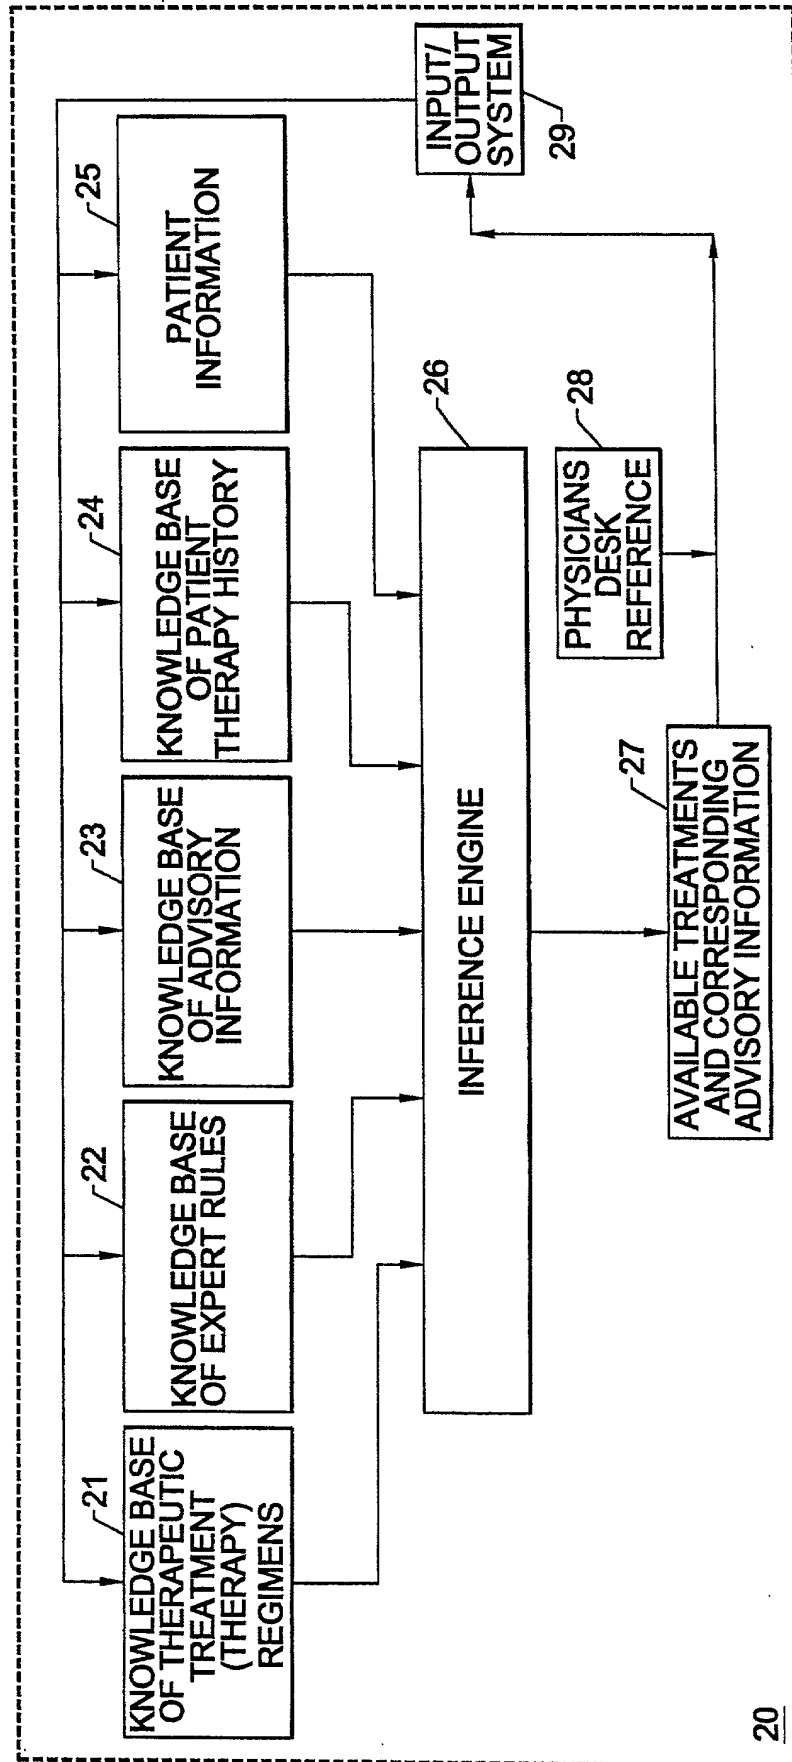 21
KNOWLEDGE BASE
OF THERAPEUTIC
TREATMENT
(THERAPY)
REGIMENS
22
KNOWLEDGE BASE
OF EXPERT RULES
23
KNOWLEDGE BASE
OF ADVISORY
INFORMATION
24
KNOWLEDGE BASE
OF PATIENT
THERAPY HISTORY
25
PATIENT
INFORMATION
INFERENCE ENGINE
26
INPUT/
OUTPUT
SYSTEM
29
PHYSICIANS
DESK
REFERENCE
28
27
AVAILABLE TREATMENTS
AND CORRESPONDING
ADVISORY INFORMATION
20